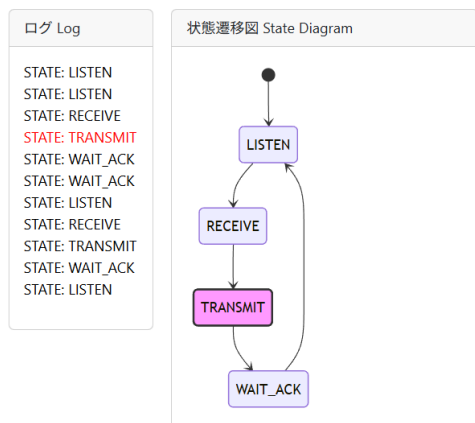 ログ Log
STATE: LISTEN
STATE: LISTEN
STATE: RECEIVE
STATE: TRANSMIT
STATE: WAIT_ACK
STATE: WAIT_ACK
STATE: LISTEN
STATE: RECEIVE
STATE: TRANSMIT
STATE: WAIT_ACK
STATE: LISTEN
状態遷移図 State Diagram
LISTEN
RECEIVE
TRANSMIT
WAIT_ACK